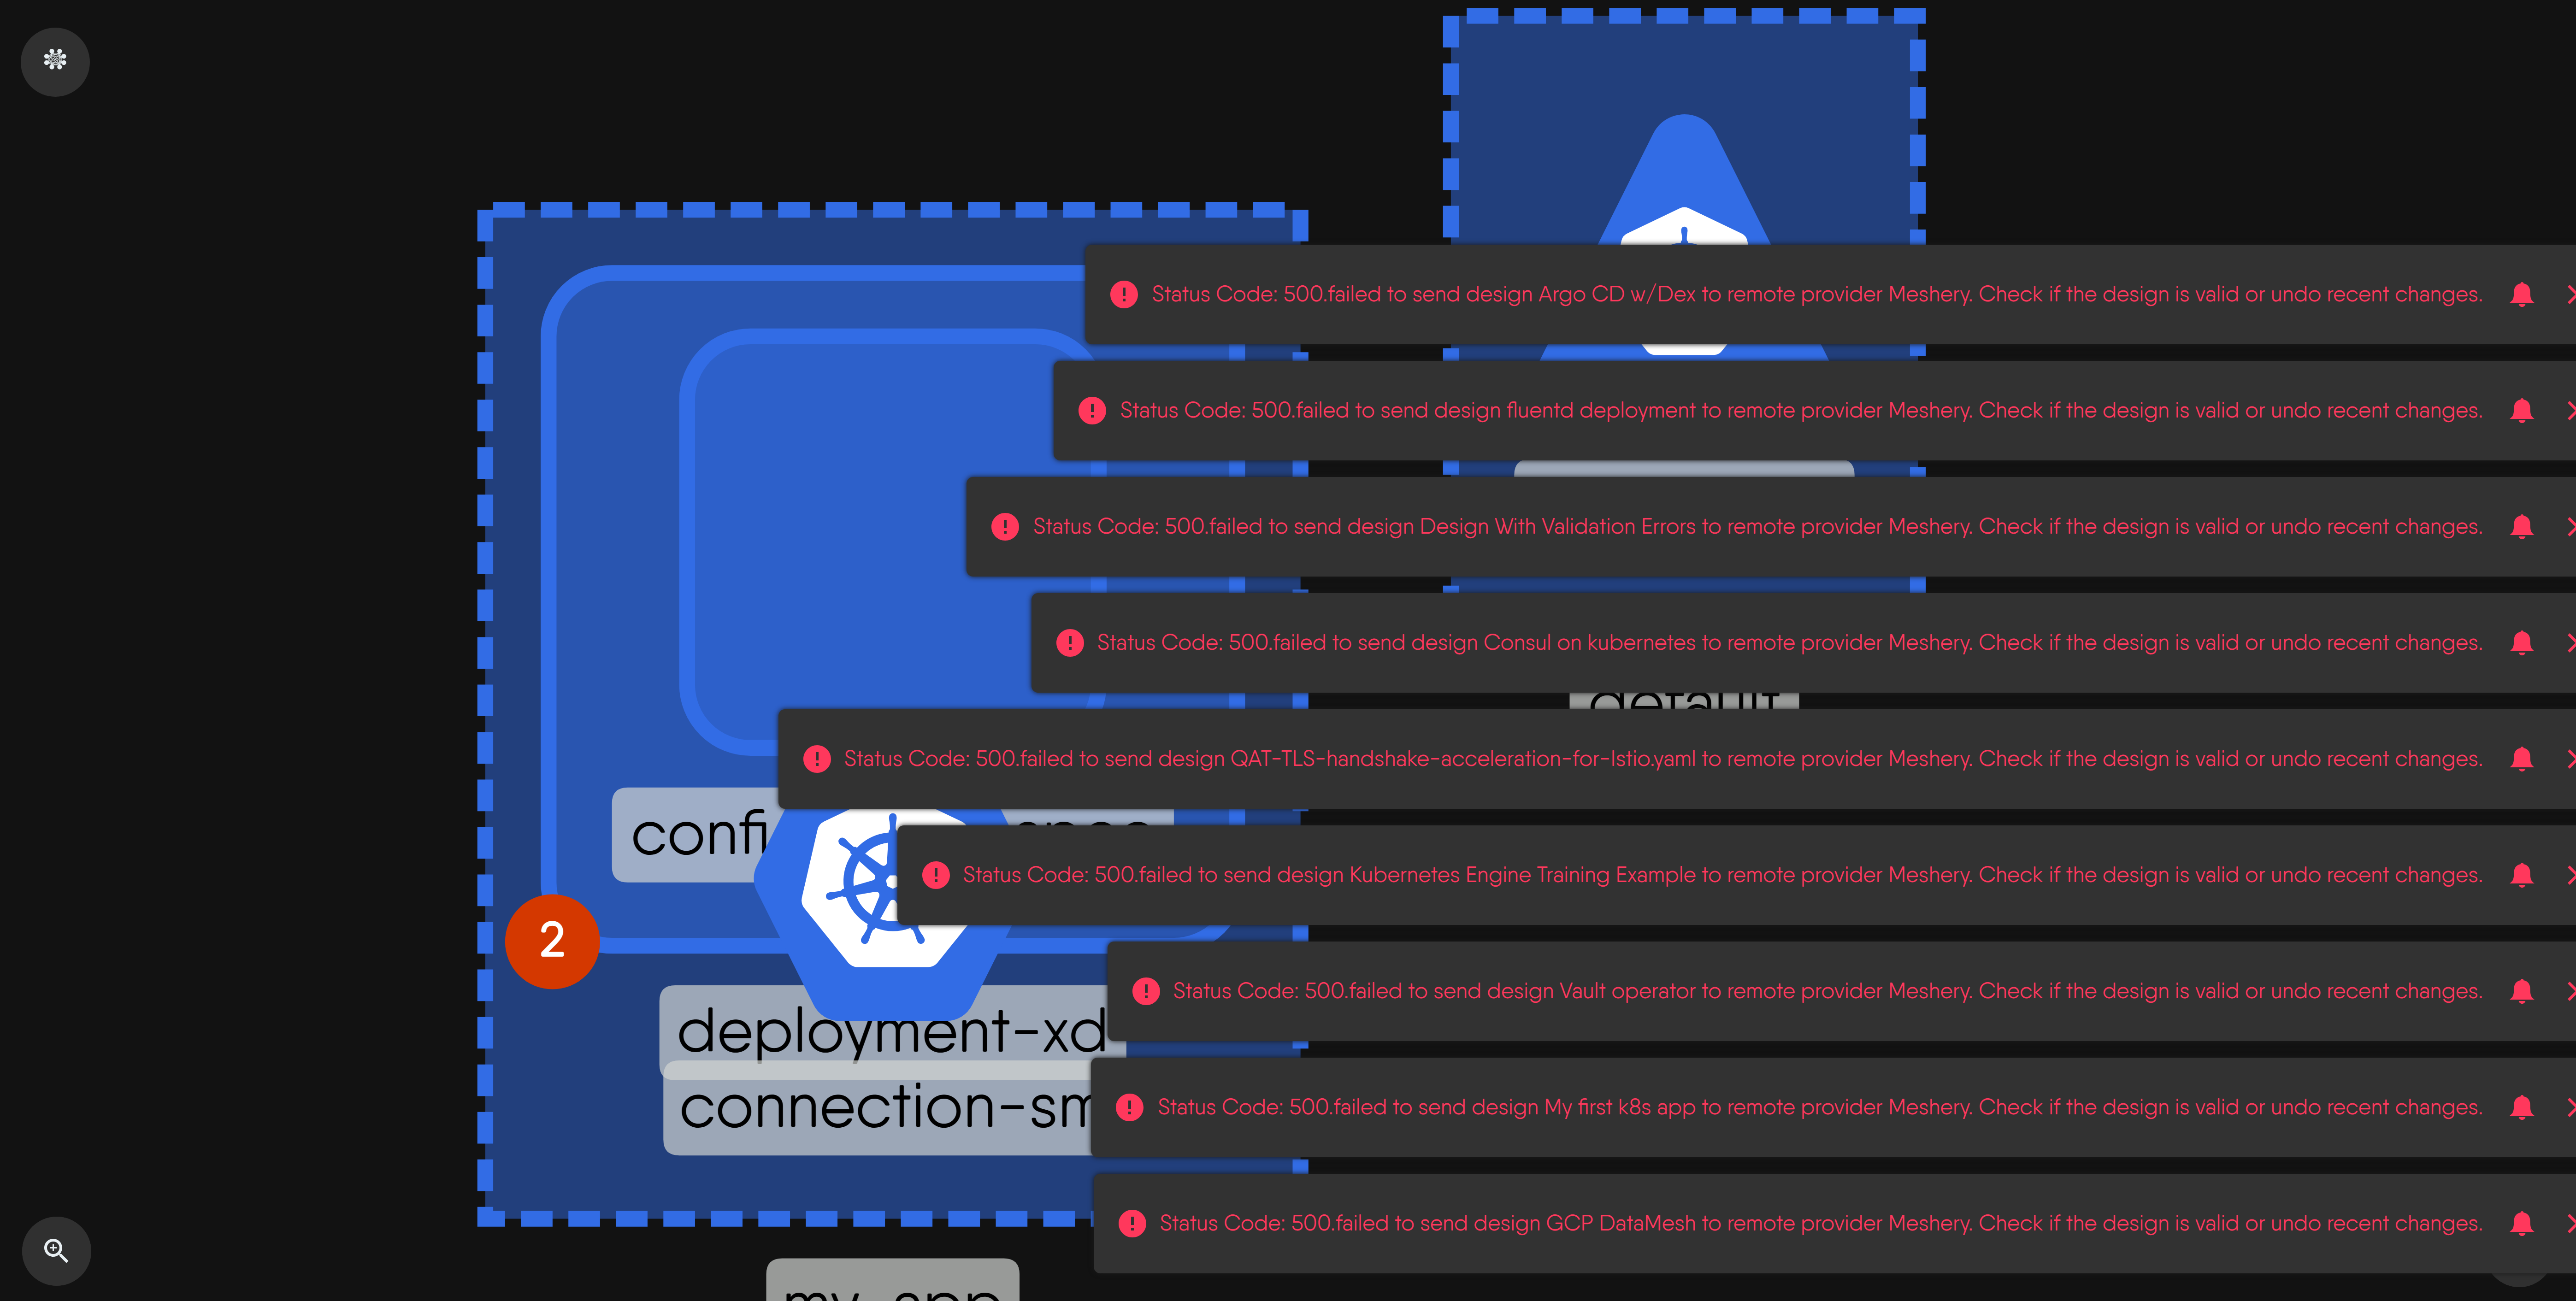 Status Code: 500.failed to send design Argo CD w/Dex to remote provider Meshery. Check if the design is valid or undo recent changes.
Status Code: 500.failed to send design fluentd deployment to remote provider Meshery. Check if the design is valid or undo recent changes.
Status Code: 500.failed to send design Design With Validation Errors to remote provider Meshery. Check if the design is valid or undo recent changes.
Status Code: 500.failed to send design Consul on kubernetes to remote provider Meshery. Check if the design is valid or undo recent changes.
default
Status Code: 500.failed to send design QAT-TLS-handshake-acceleration-for-Istio.yaml to remote provider Meshery. Check if the design is valid or undo recent changes.
confi
Status Code: 500.failed to send design Kubernetes Engine Training Example to remote provider Meshery. Check if the design is valid or undo recent changes.
2
Status Code: 500.failed to send design Vault operator to remote provider Meshery. Check if the design is valid or undo recent changes.
deployment-xd
connection-sm
Status Code: 500.failed to send design My first k8s app to remote provider Meshery. Check if the design is valid or undo recent changes.
Status Code: 500.failed to send design GCP DataMesh to remote provider Meshery. Check if the design is valid or undo recent changes.